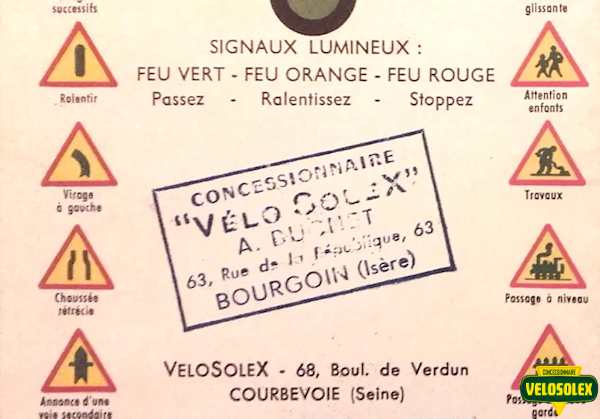 successifs
glissante
SIGNAUX LUMINEUX :
FEU VERT - FEU ORANGE - FEU ROUGE
Passez - Ralentissez - Stoppez
Ralentir
Attention
enfants
Virage
à gauche
Travaux
CONCESSIONNAIRE
"VÉLO SOLEX"
A.
63, Rue de la République, 63
BOURGOIN (Isère)
Chaussée
rétrécie
Passage à niveau
VELOSOLEX - 68, Boul. de Verdun
COURBEVOIE (Seine)
Annonce d'une
voie secondaire
Passage
gardé
CONCESSIONNAIRE
VELOSOLEX